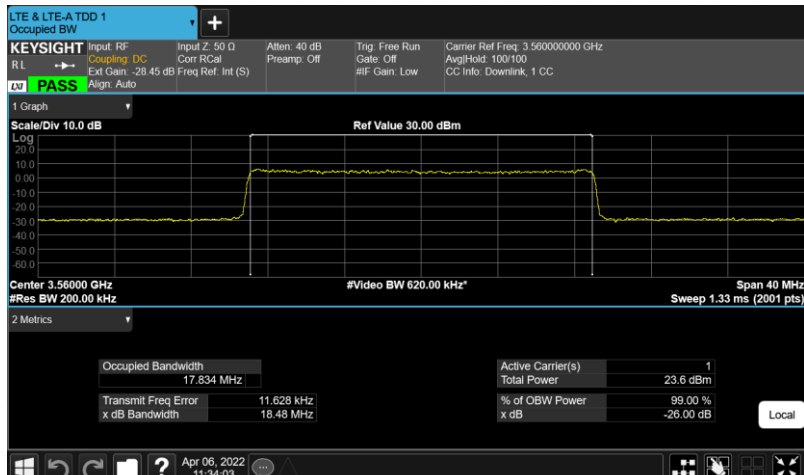 LTE & LTE-A TDD 1
Occupied BW
+
KEYSIGHT Input: RF Input Z: 50 Ω Atten: 40 dB Trig: Free Run Carrier Ref Freq: 3.560000000 GHz
RL Coupling: DC Corr RCal Preamp: Off Gate: Off Avg|Hold: 100/100
Ext Gain: -28.45 dB Freq Ref: Int (S) #IF Gain: Low CC Info: Downlink, 1 CC
LXI PASS Align: Auto
1 Graph
Scale/Div 10.0 dB Ref Value 30.00 dBm
Log
20.0
10.0
0.00
-10.0
-20.0
-30.0
-40.0
-50.0
-60.0
Center 3.56000 GHz #Video BW 620.00 kHz* Span 40 MHz
#Res BW 200.00 kHz Sweep 1.33 ms (2001 pts)
2 Metrics
Occupied Bandwidth Active Carrier(s) 1
17.834 MHz Total Power 23.6 dBm
Transmit Freq Error 11.628 kHz % of OBW Power 99.00 %
x dB Bandwidth 18.48 MHz x dB -26.00 dB
Local
? Apr 06, 2022
11:34:03